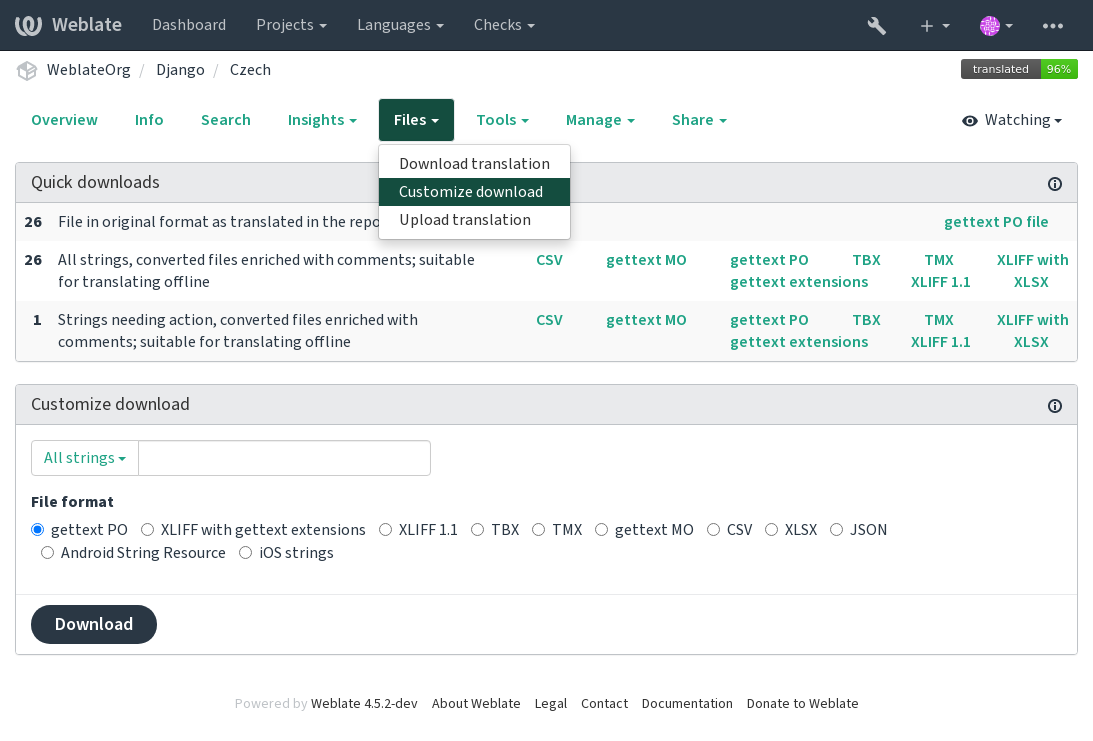 Weblate Dashboard Projects Languages Checks
WeblateOrg / Django / Czech translated 96%
Overview Info Search Insights Files Tools Manage Share Watching
Download translation
Customize download
Upload translation
Quick downloads
26 File in original format as translated in the repo gettext PO file
26 All strings, converted files enriched with comments; suitable CSV gettext MO gettext PO TBX TMX XLIFF with
for translating offline gettext extensions XLIFF 1.1 XLSX
1 Strings needing action, converted files enriched with CSV gettext MO gettext PO TBX TMX XLIFF with
comments; suitable for translating offline gettext extensions XLIFF 1.1 XLSX
Customize download
All strings
File format
gettext PO XLIFF with gettext extensions XLIFF 1.1 TBX TMX gettext MO CSV XLSX JSON
Android String Resource iOS strings
Download
Powered by Weblate 4.5.2-dev About Weblate Legal Contact Documentation Donate to Weblate